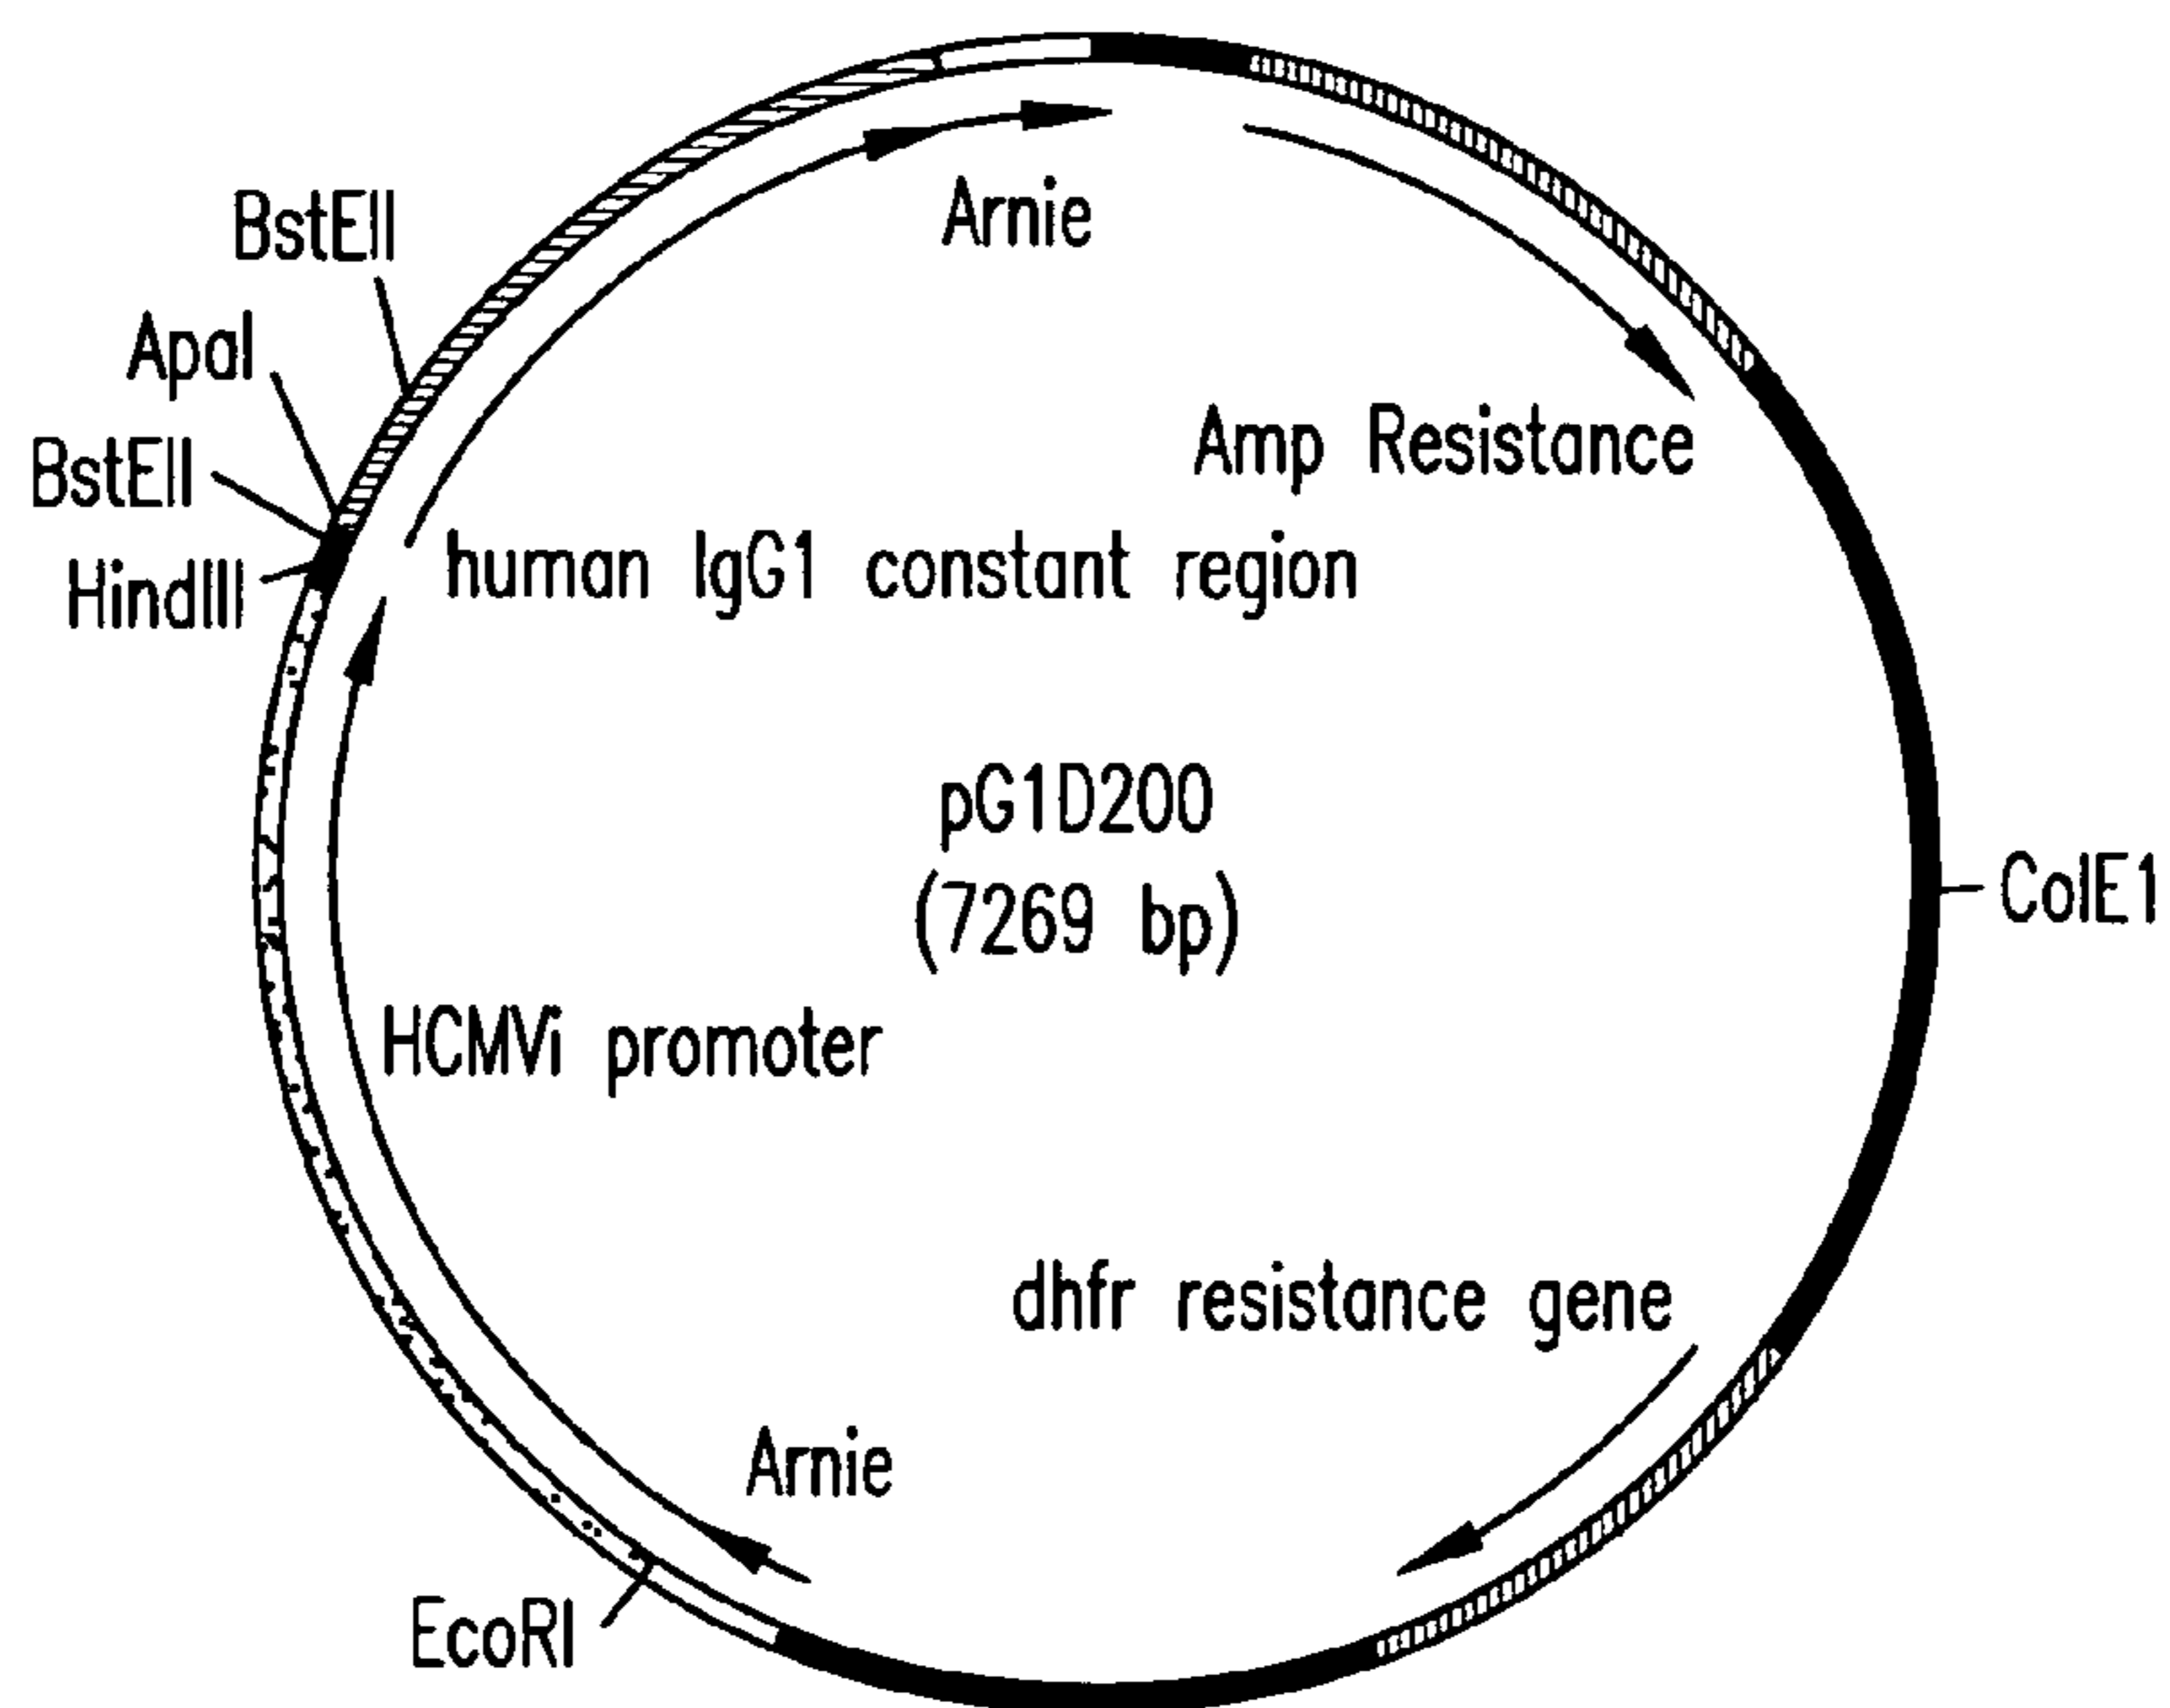 BstEII
Arnie
ApaI
Amp Resistance
BstEII
human IgG1 constant region
HindIII
pG1D200
(7269 bp)
ColE1
HCMVi promoter
dhfr resistance gene
Arnie
EcoRI